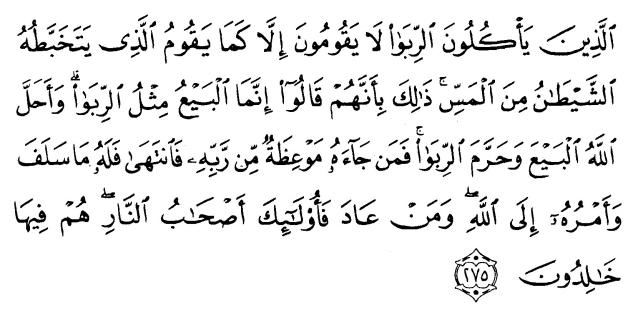 ٱلَّذِينَ يَأْكُلُونَ ٱلرِّبَوٰا۟ لَا يَقُومُونَ إِلَّا كَمَا يَقُومُ ٱلَّذِى يَتَخَبَّطُهُ
ٱلشَّيْطَـٰنُ مِنَ ٱلْمَسِّ ۚ ذَٰلِكَ بِأَنَّهُمْ قَالُوٓا۟ إِنَّمَا ٱلْبَيْعُ مِثْلُ ٱلرِّبَوٰا۟ ۗ وَأَحَلَّ
ٱللَّهُ ٱلْبَيْعَ وَحَرَّمَ ٱلرِّبَوٰا۟ ۚ فَمَن جَآءَهُۥ مَوْعِظَةٌ مِّن رَّبِّهِۦ فَٱنتَهَىٰ فَلَهُۥ مَا سَلَفَ
وَأَمْرُهُۥٓ إِلَى ٱللَّهِ ۖ وَمَنْ عَادَ فَأُو۟لَـٰٓئِكَ أَصْحَـٰبُ ٱلنَّارِ ۖ هُمْ فِيهَا
خَـٰلِدُونَ ۝٢٧٥